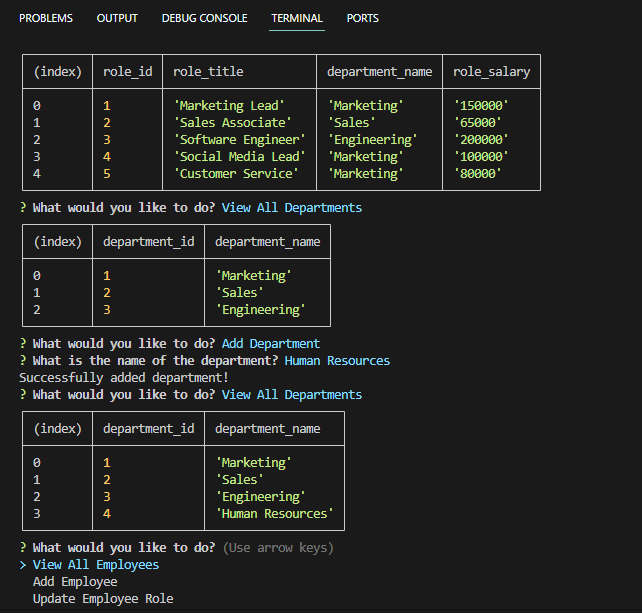 PROBLEMS OUTPUT DEBUG CONSOLE TERMINAL PORTS
(index) role_id role_title department_name role_salary
0 1 'Marketing Lead' 'Marketing' '150000'
1 2 'Sales Associate' 'Sales' '65000'
2 3 'Software Engineer' 'Engineering' '200000'
3 4 'Social Media Lead' 'Marketing' '100000'
4 5 'Customer Service' 'Marketing' '80000'
? What would you like to do? View All Departments
(index) department_id department_name
0 1 'Marketing'
1 2 'Sales'
2 3 'Engineering'
? What would you like to do? Add Department
? What is the name of the department? Human Resources
Successfully added department!
? What would you like to do? View All Departments
(index) department_id department_name
0 1 'Marketing'
1 2 'Sales'
2 3 'Engineering'
3 4 'Human Resources'
? What would you like to do? (Use arrow keys)
> View All Employees
Add Employee
Update Employee Role